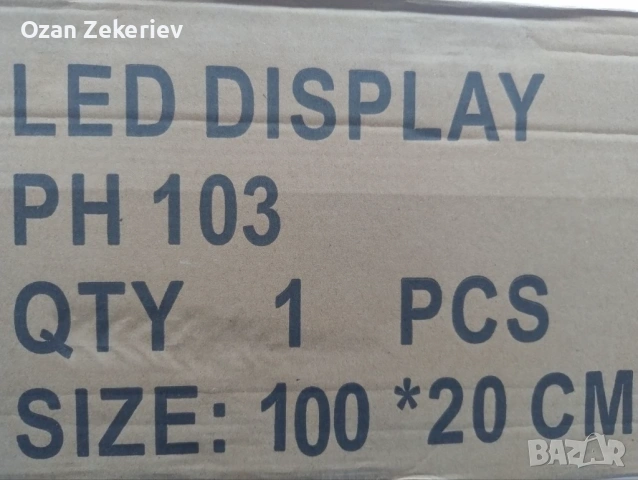 Ozan Zekeriev
LED DISPLAY
PH 103
QTY 1 PCS
SIZE: 100 *20 CM
BAZAR